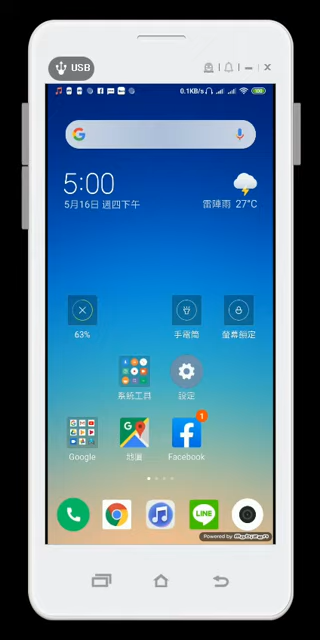 USB
0.1KB/s
5:00
5月16日 週四下午
雷陣雨 27°C
63%
手電筒
螢幕鎖定
系統工具
設定
Google
地圖
1
Facebook
LINE
Powered by